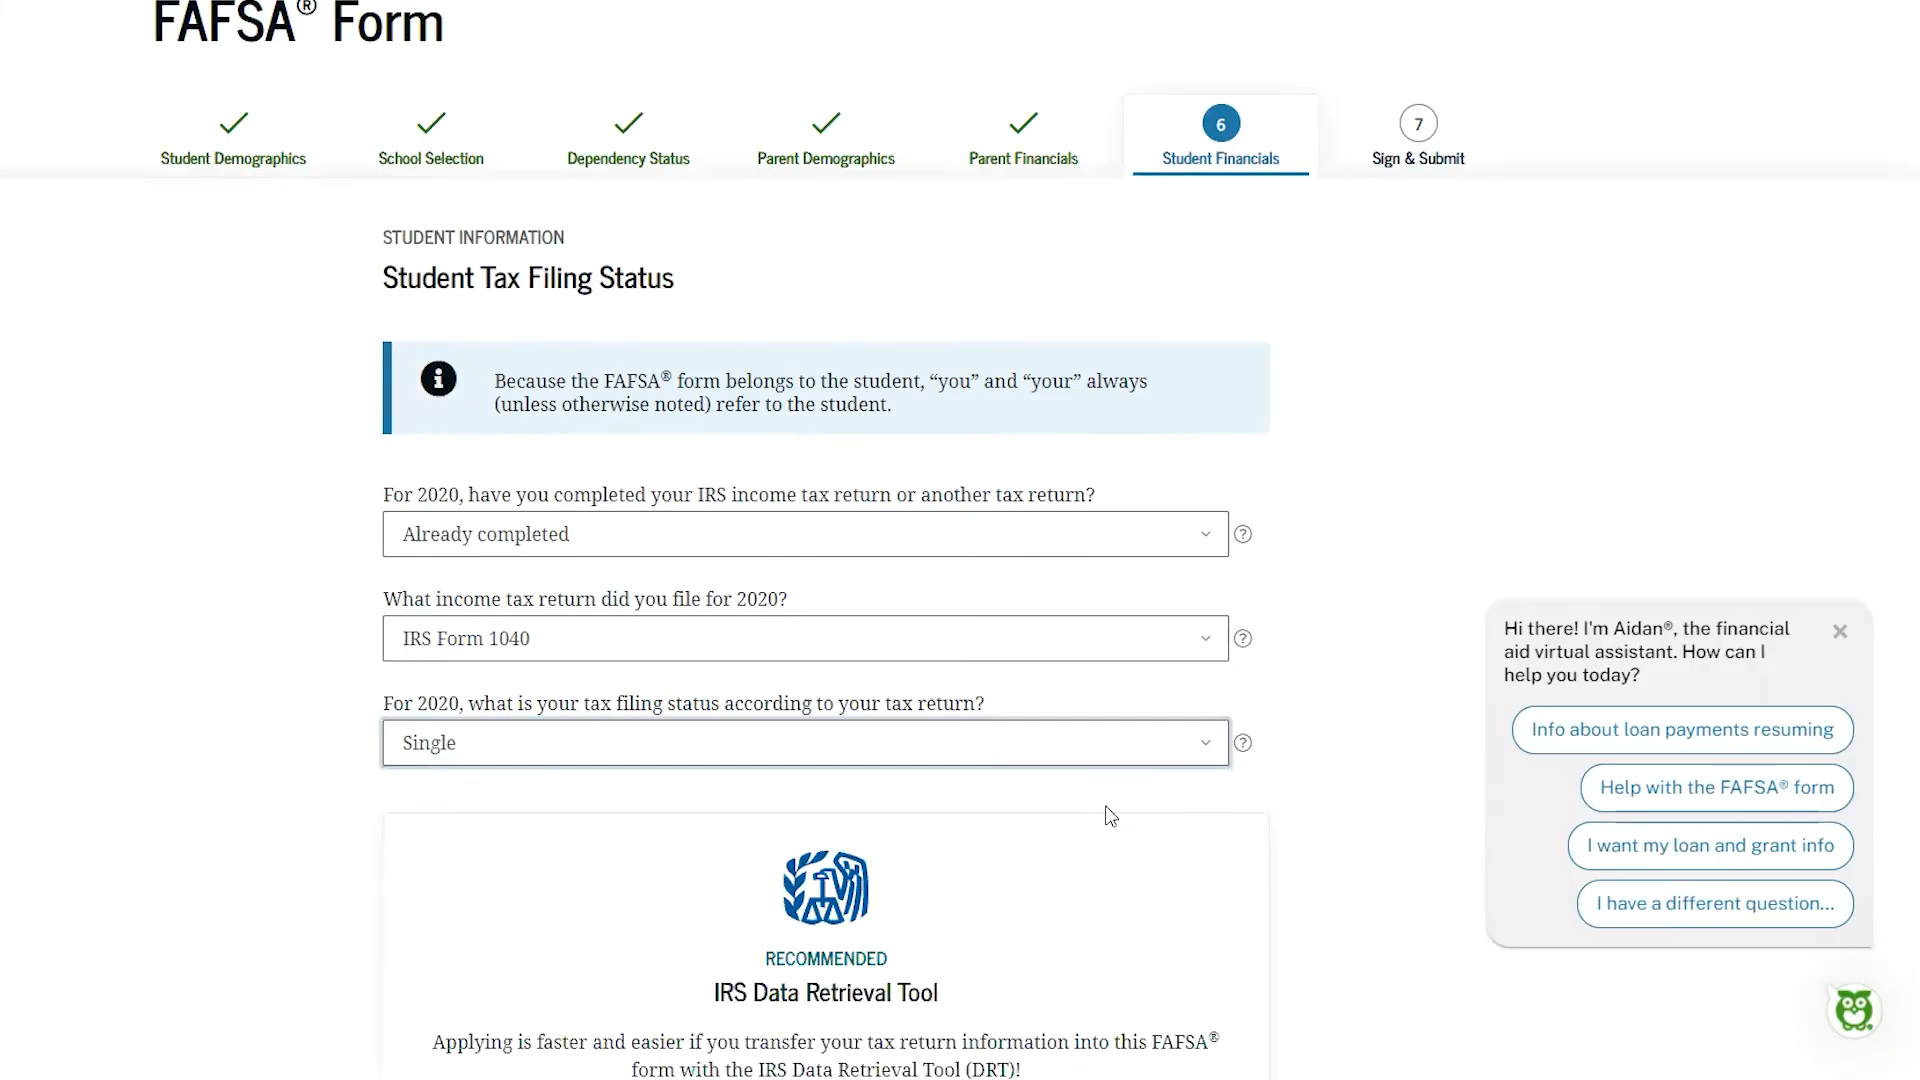 FAFSA® Form
6
7
Student Demographics
School Selection
Dependency Status
Parent Demographics
Parent Financials
Student Financials
Sign & Submit
STUDENT INFORMATION
Student Tax Filing Status
Because the FAFSA® form belongs to the student, “you” and “your” always
(unless otherwise noted) refer to the student.
For 2020, have you completed your IRS income tax return or another tax return?
Already completed
What income tax return did you file for 2020?
IRS Form 1040
For 2020, what is your tax filing status according to your tax return?
Single
RECOMMENDED
IRS Data Retrieval Tool
Applying is faster and easier if you transfer your tax return information into this FAFSA®
form with the IRS Data Retrieval Tool (DRT)!
Hi there! I'm Aidan®, the financial
aid virtual assistant. How can I
help you today?
Info about loan payments resuming
Help with the FAFSA® form
I want my loan and grant info
I have a different question...